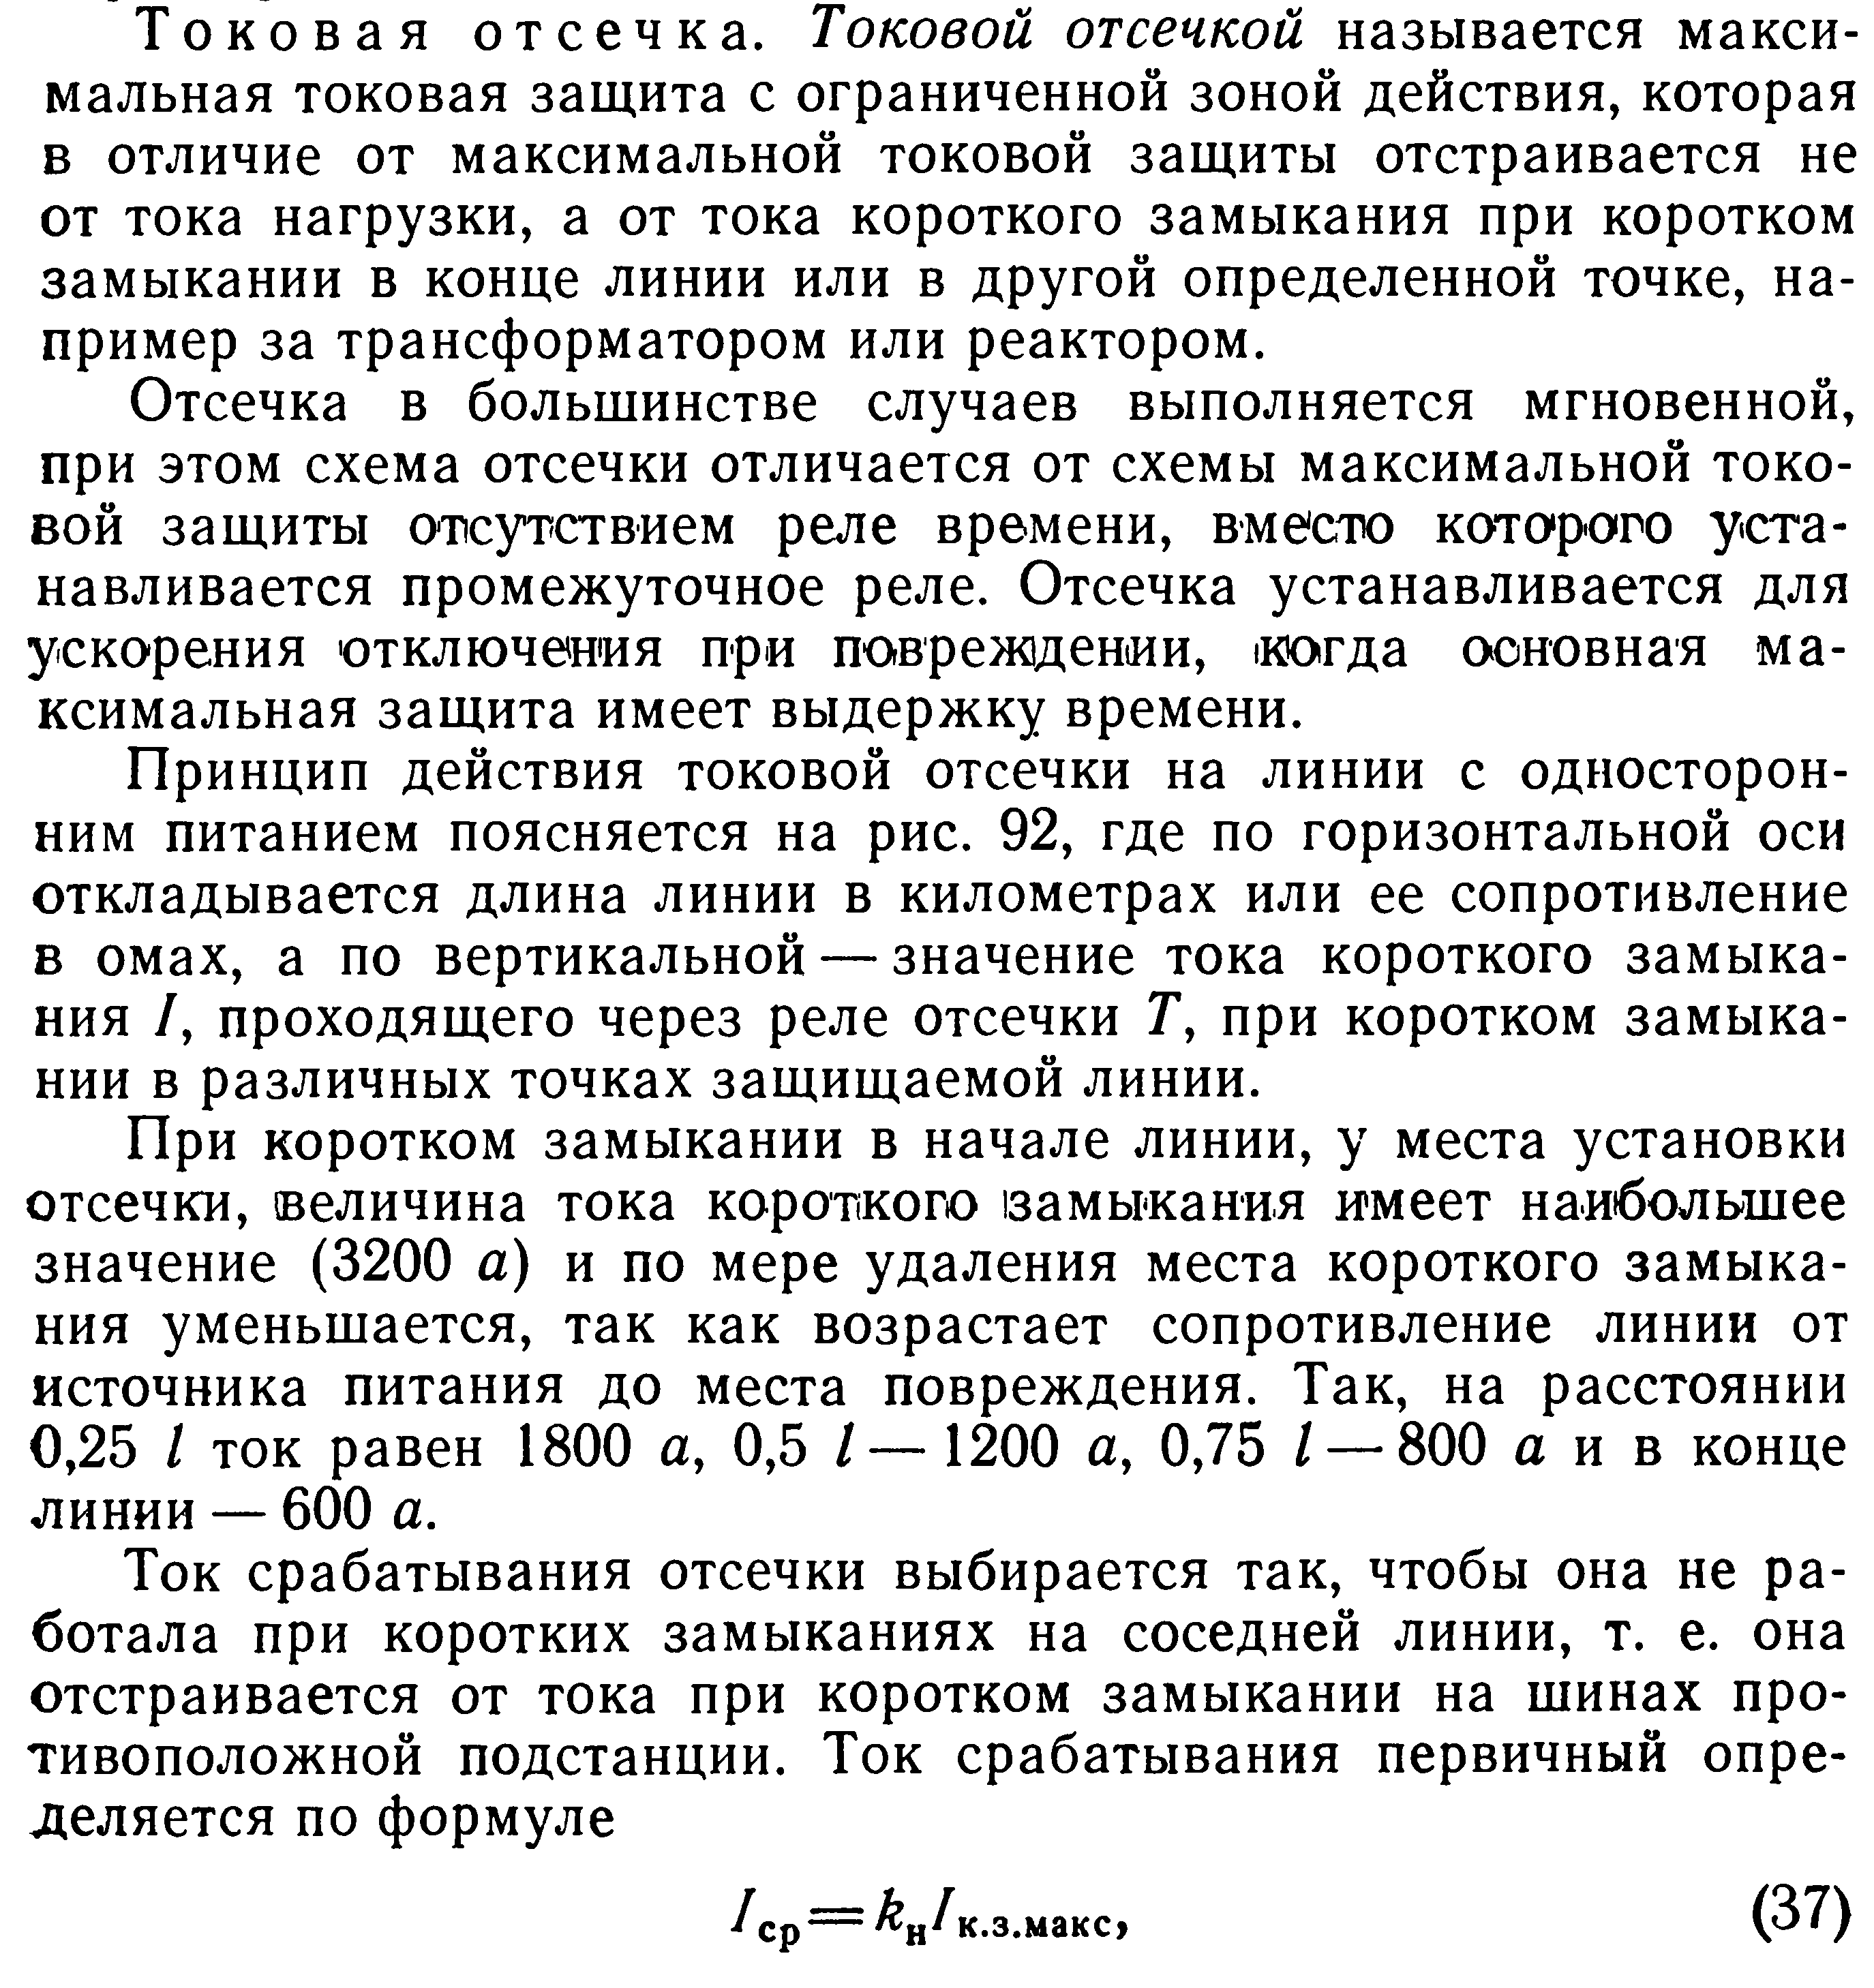 Токовая отсечка. Токовой отсечкой называется макси-
мальная токовая защита с ограниченной зоной действия, которая
в отличие от максимальной токовой защиты отстраивается не
от тока нагрузки, а от тока короткого замыкания при коротком
замыкании в конце линии или в другой определенной точке, на-
пример за трансформатором или реактором.
Отсечка в большинстве случаев выполняется мгновенной,
при этом схема отсечки отличается от схемы максимальной токо-
вой защиты отсутствием реле времени, вместо которого уста-
навливается промежуточное реле. Отсечка устанавливается для
ускорения отключения при повреждении, когда основная ма-
ксимальная защита имеет выдержку времени.
Принцип действия токовой отсечки на линии с односторон-
ним питанием поясняется на рис. 92, где по горизонтальной оси
откладывается длина линии в километрах или ее сопротивление
в омах, а по вертикальной — значение тока короткого замыка-
ния I, проходящего через реле отсечки Т, при коротком замыка-
нии в различных точках защищаемой линии.
При коротком замыкании в начале линии, у места установки
отсечки, величина тока короткого замыкания имеет наибольшее
значение (3200 а) и по мере удаления места короткого замыка-
ния уменьшается, так как возрастает сопротивление линии от
источника питания до места повреждения. Так, на расстоянии
0,25 l ток равен 1800 а, 0,5 l — 1200 а, 0,75 l — 800 а и в конце
линии — 600 а.
Ток срабатывания отсечки выбирается так, чтобы она не ра-
ботала при коротких замыканиях на соседней линии, т. е. она
отстраивается от тока при коротком замыкании на шинах про-
тивоположной подстанции. Ток срабатывания первичный опре-
деляется по формуле
I ср = kн I к.з.макс, (37)